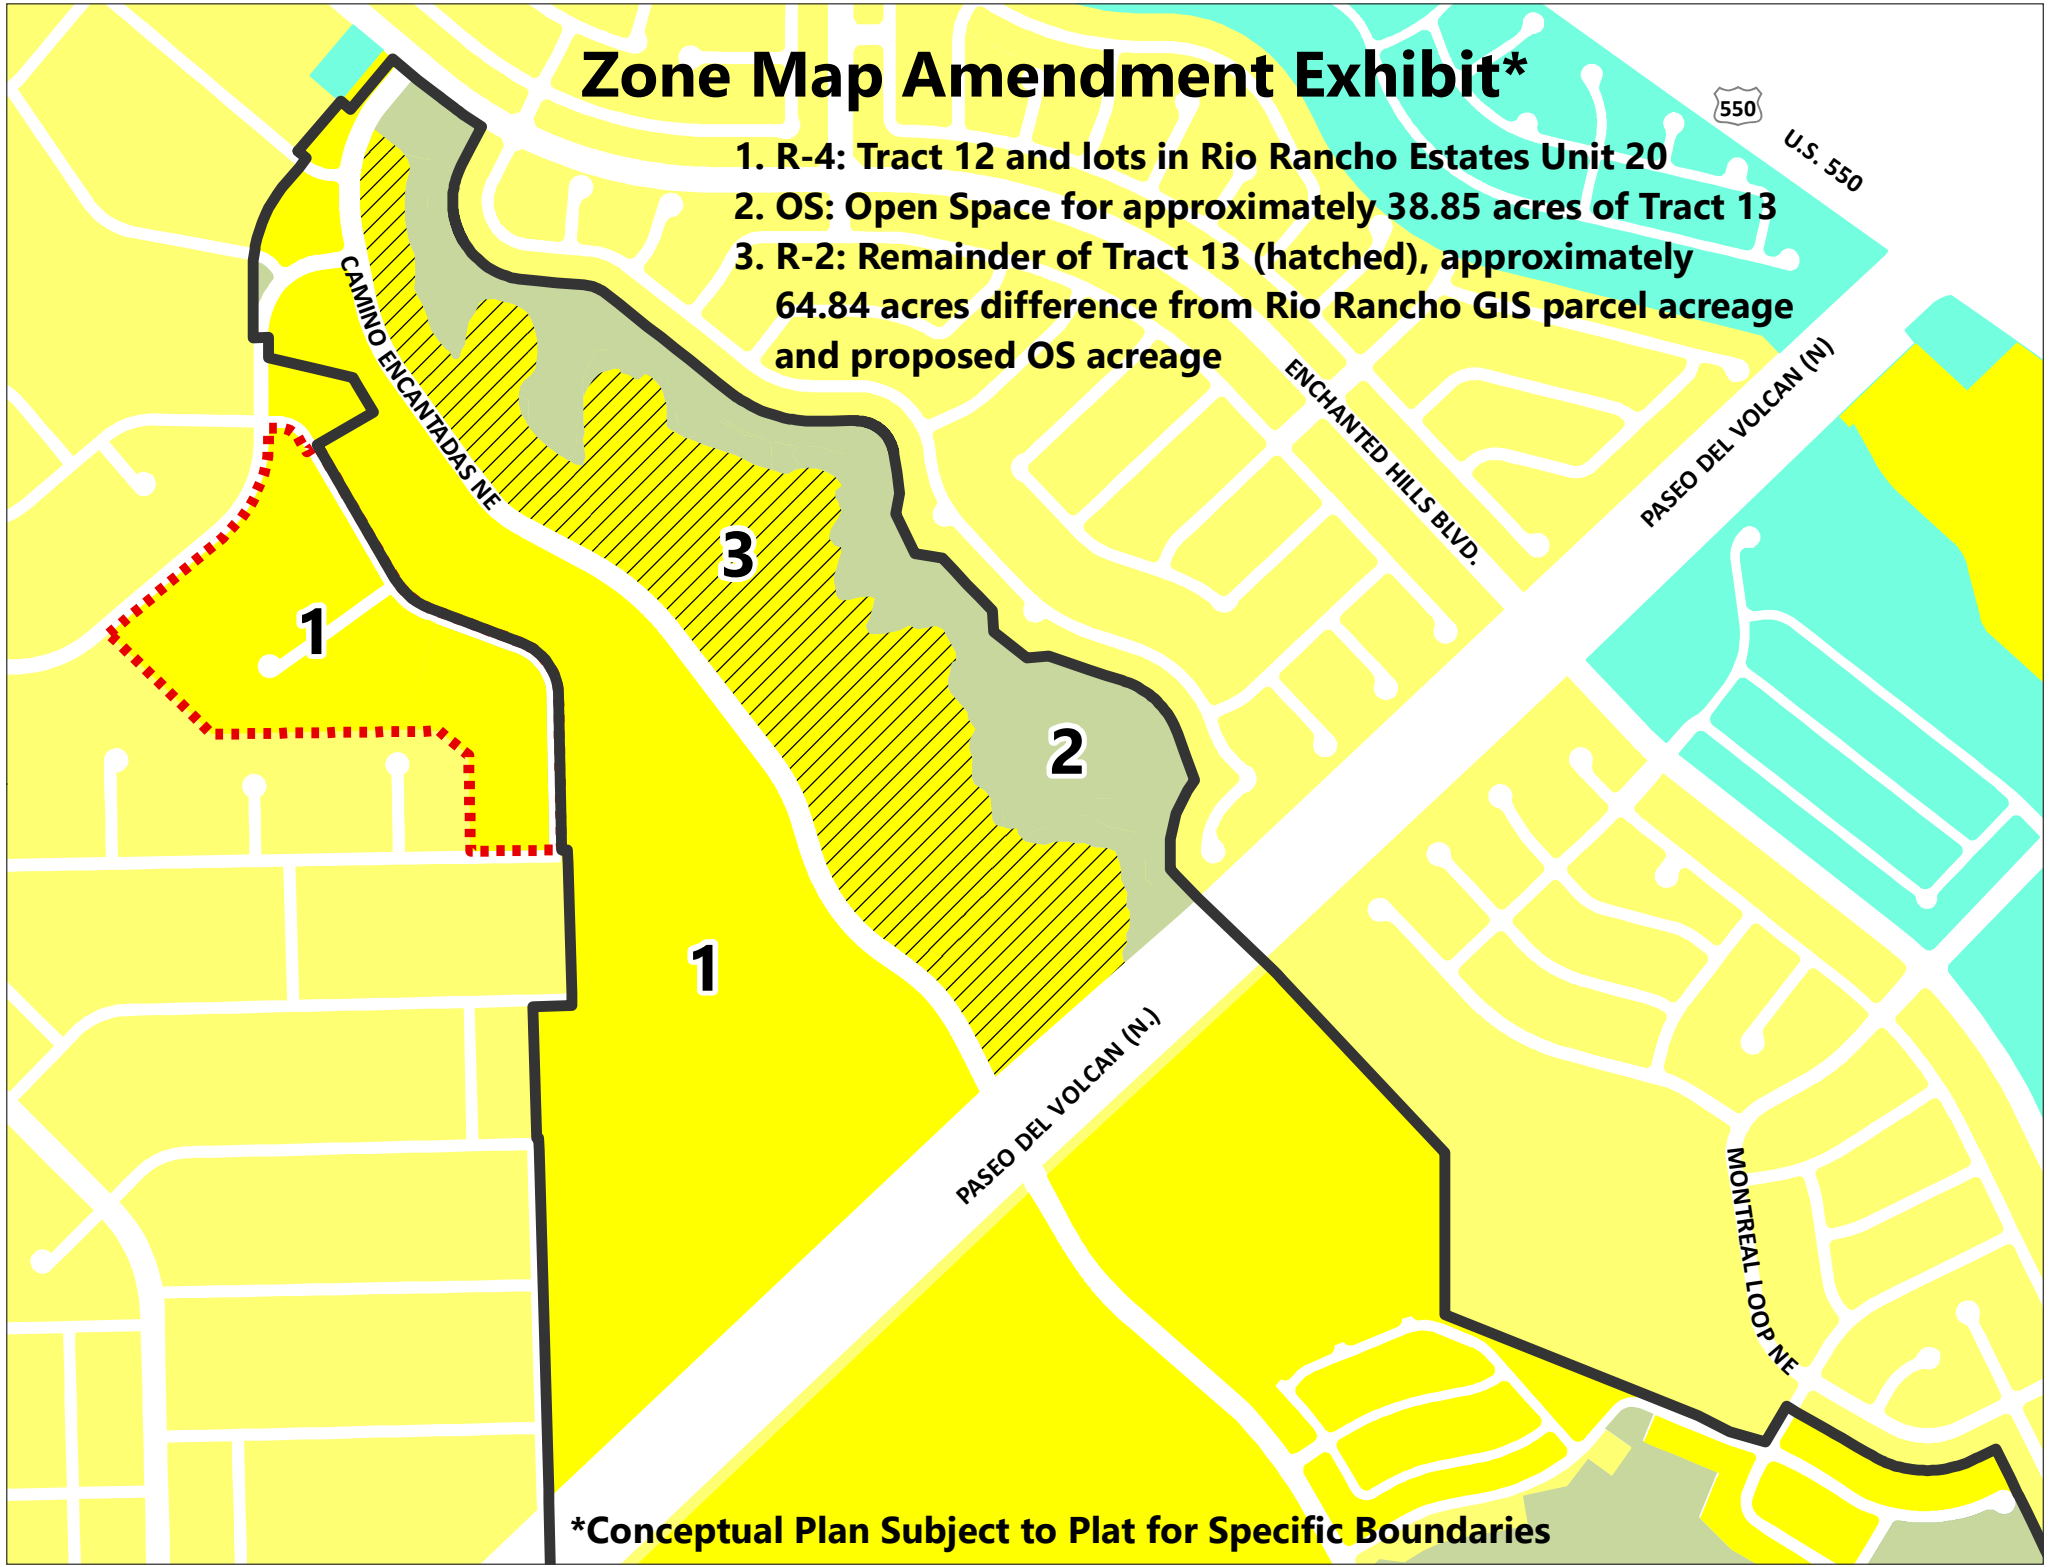 Zone Map Amendment Exhibit*
550
U.S. 550
1. R-4: Tract 12 and lots in Rio Rancho Estates Unit 20
2. OS: Open Space for approximately 38.85 acres of Tract 13
3. R-2: Remainder of Tract 13 (hatched), approximately
64.84 acres difference from Rio Rancho GIS parcel acreage
and proposed OS acreage
CAMINO ENCANTADAS NE
ENCHANTED HILLS BLVD.
PASEO DEL VOLCAN (N)
3
1
2
1
PASEO DEL VOLCAN (N.)
MONTREAL LOOP NE
*Conceptual Plan Subject to Plat for Specific Boundaries